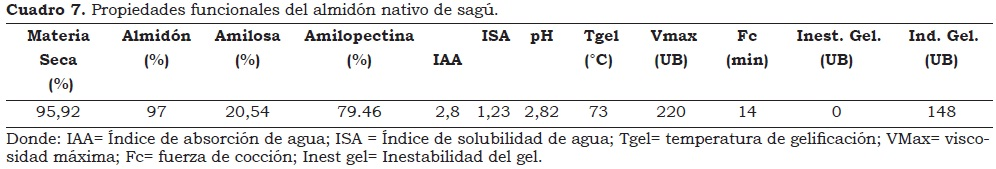 Cuadro 7. Propiedades funcionales del almidón nativo de sagú.
Materia Almidón Amilosa Amilopectina ISA pH Tgel Vmax Fc Inest. Gel. Ind. Gel.
Seca (%) (%) (%) IAA (°C) (UB) (min) (UB) (UB)
(%)
95,92 97 20,54 79.46 2,8 1,23 2,82 73 220 14 0 148
Donde: IAA= Índice de absorción de agua; ISA = Índice de solubilidad de agua; Tgel= temperatura de gelificación; VMax= visco-
sidad máxima; Fc= fuerza de cocción; Inest gel= Inestabilidad del gel.